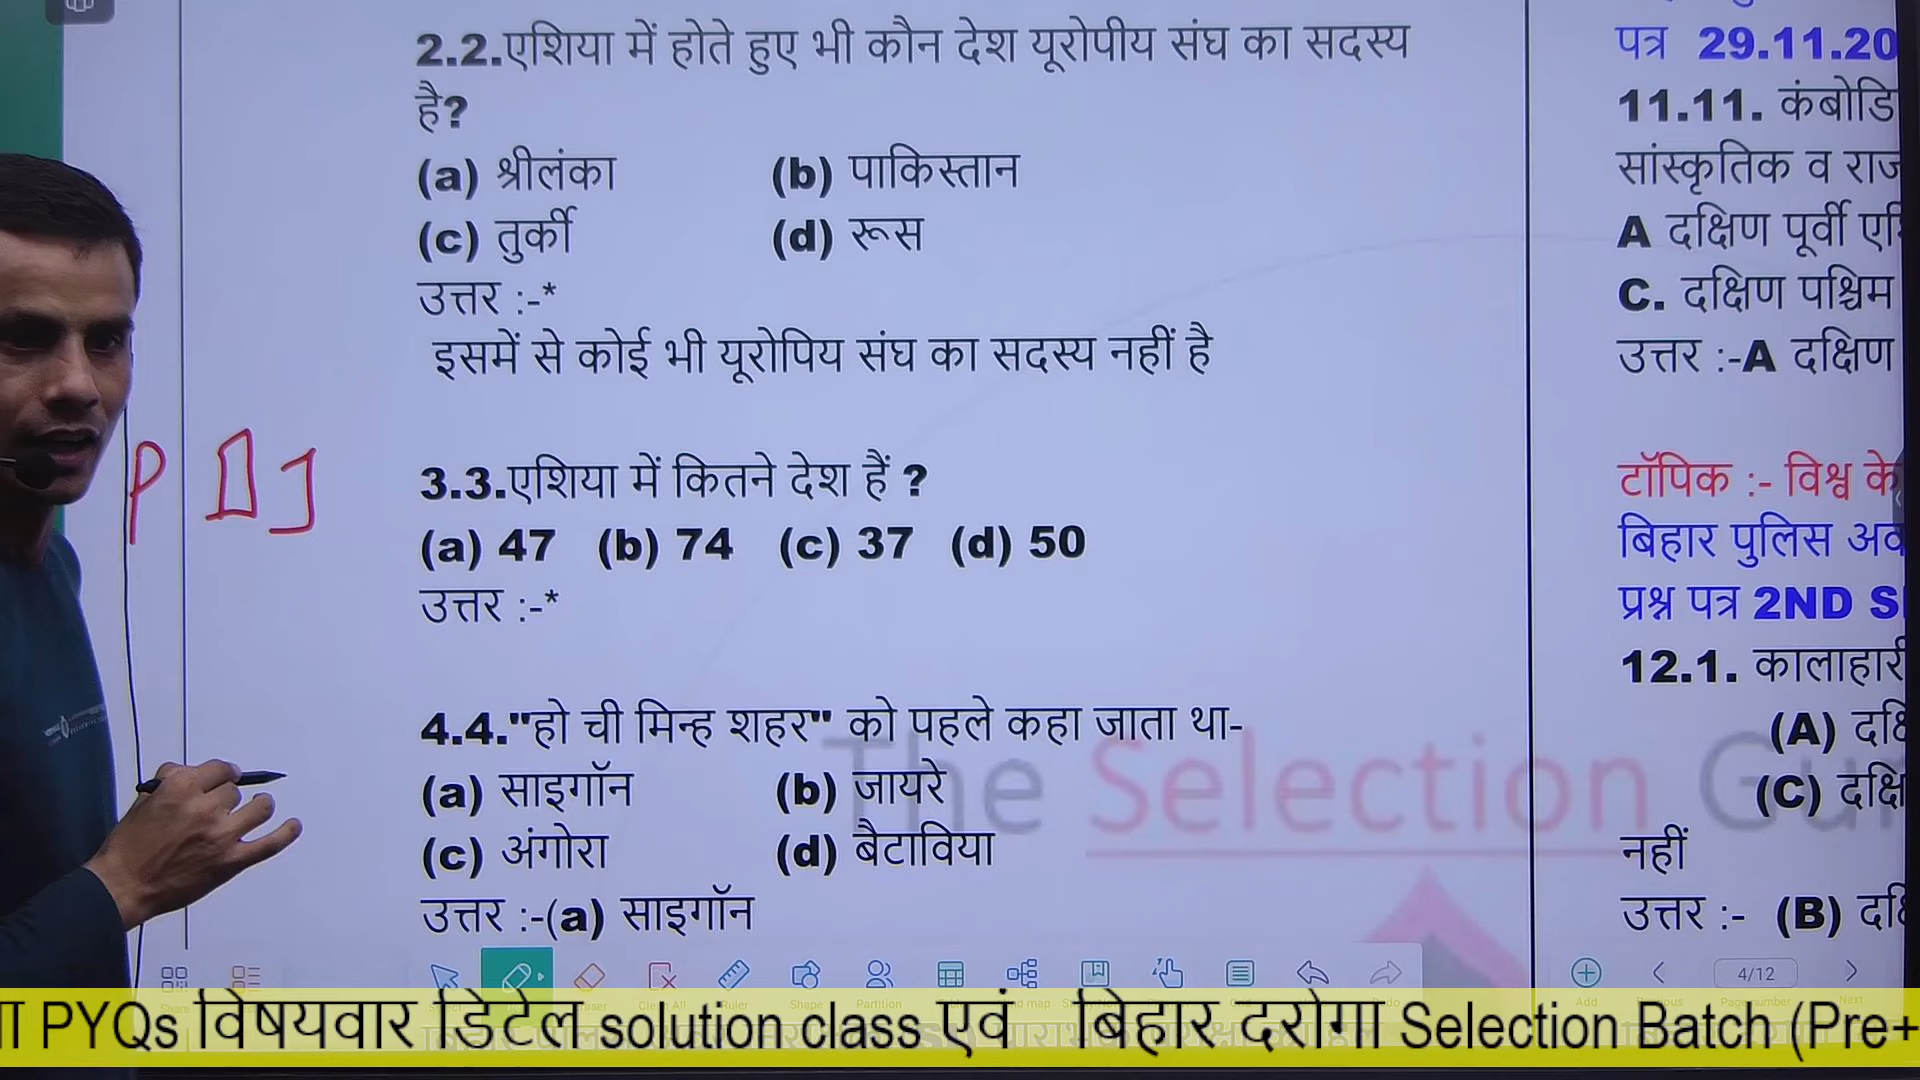 2.2.एशिया में होते हुए भी कौन देश यूरोपीय संघ का सदस्य
है?
(a) श्रीलंका (b) पाकिस्तान
(c) तुर्की (d) रूस
उत्तर :-*
इसमें से कोई भी यूरोपिय संघ का सदस्य नहीं है
3.3.एशिया में कितने देश हैं ?
(a) 47 (b) 74 (c) 37 (d) 50
उत्तर :-*
4.4."हो ची मिन्ह शहर" को पहले कहा जाता था-
(a) साइगॉन (b) जायरे
(c) अंगोरा (d) बैटाविया
उत्तर :-(a) साइगॉन
पत्र 29.11.20
11.11. कंबोडि
सांस्कृतिक व राज
A दक्षिण पूर्वी एशि
C. दक्षिण पश्चिम
उत्तर :-A दक्षिण
टॉपिक :- विश्व के
बिहार पुलिस अव
प्रश्न पत्र 2ND S
12.1. कालाहारी
(A) दक्षि
(C) दक्षि
नहीं
उत्तर :- (B) दक्षि
The Selection Gur
4/12
PYQs विषयवार डिटेल solution class एवं बिहार दरोगा Selection Batch (Pre+